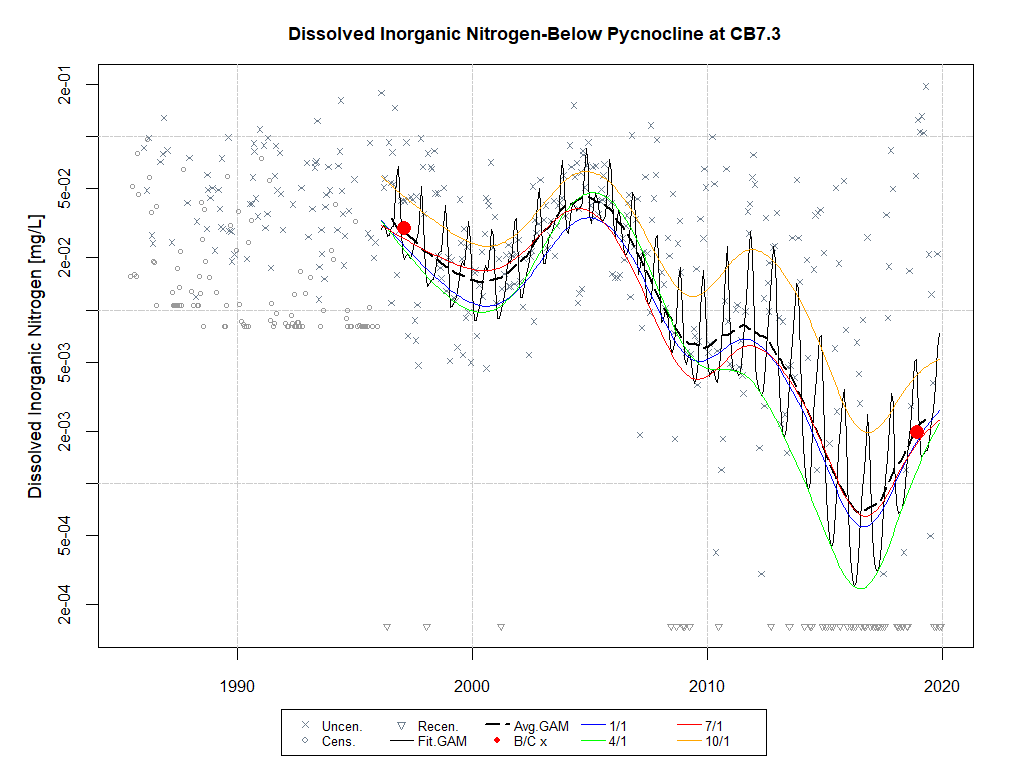 Dissolved Inorganic Nitrogen-Below Pycnocline at CB7.3
Dissolved Inorganic Nitrogen [mg/L]
2e-01
5e-02
2e-02
5e-03
2e-03
5e-04
2e-04
1990 2000 2010 2020
Uncen. Recen. Avg.GAM 1/1 7/1
Cens. Fit.GAM B/C x 4/1 10/1